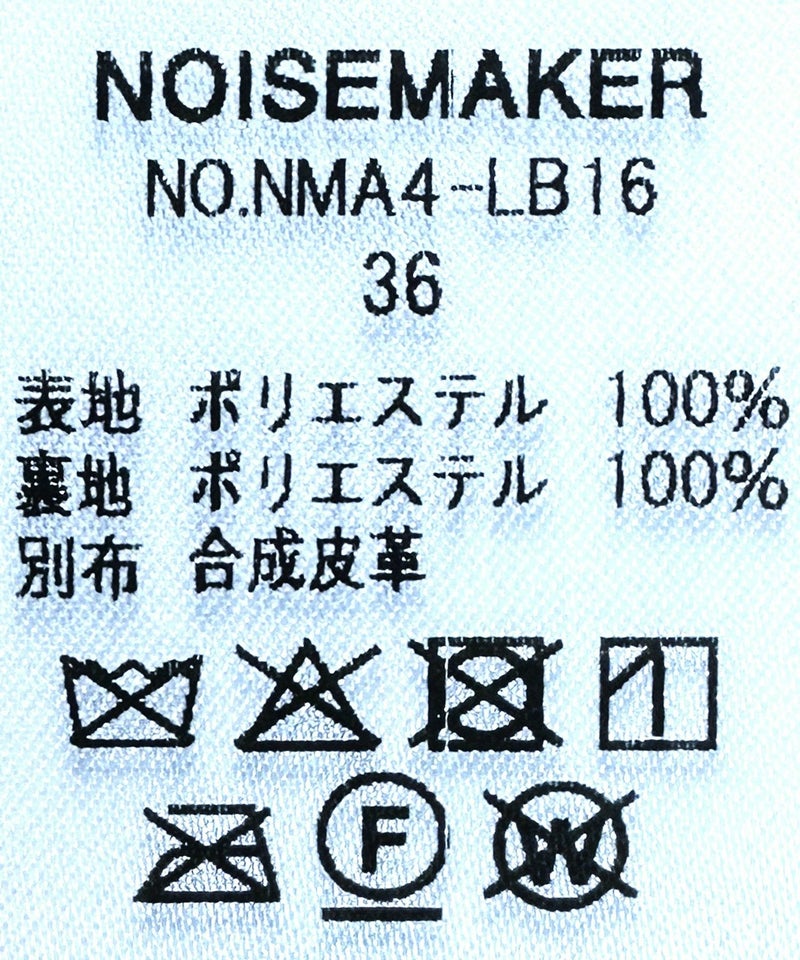 NOISEMAKER
NO.NMA4-LB16
36
表地 ポリエステル 100%
裏地 ポリエステル 100%
別布 合成皮革
F W